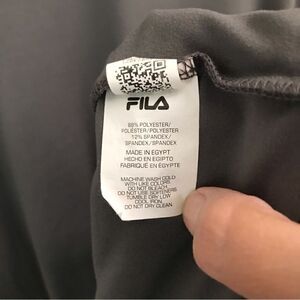 FILA
88% POLYESTER/
POLIÉSTER/POLYESTER
12% SPANDEX/
SPANDEX/SPANDEX
MADE IN EGYPT
HECHO EN EGIPTO
FABRIQUÉ EN ÉGYPTE
MACHINE WASH COLD
WITH LIKE COLORS
DO NOT BLEACH
DO NOT USE SOFTENERS
TUMBLE DRY LOW
COOL IRON
DO NOT DRY CLEAN